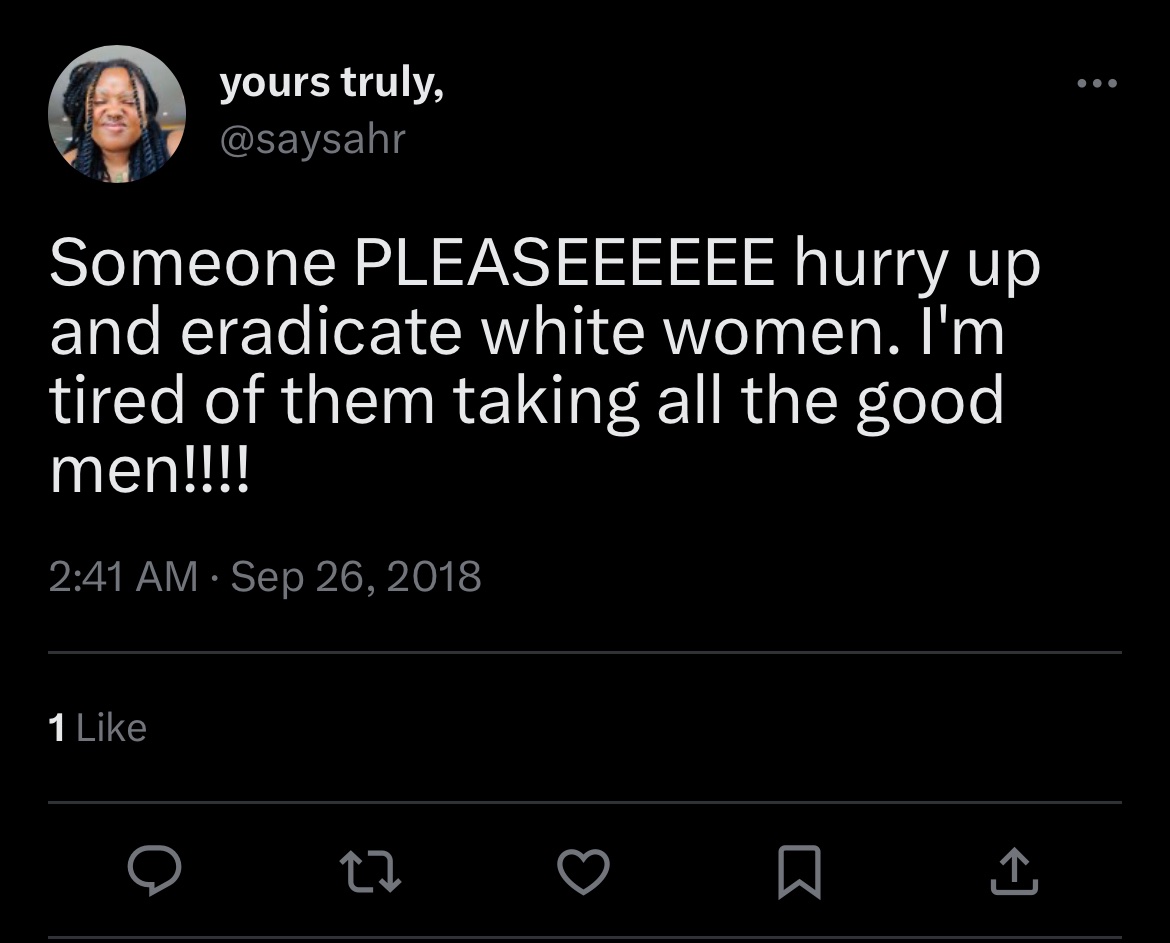 yours truly,
@saysahr
Someone PLEASEEEEEE hurry up
and eradicate white women. I'm
tired of them taking all the good
men!!!!
2:41 AM · Sep 26, 2018
1 Like